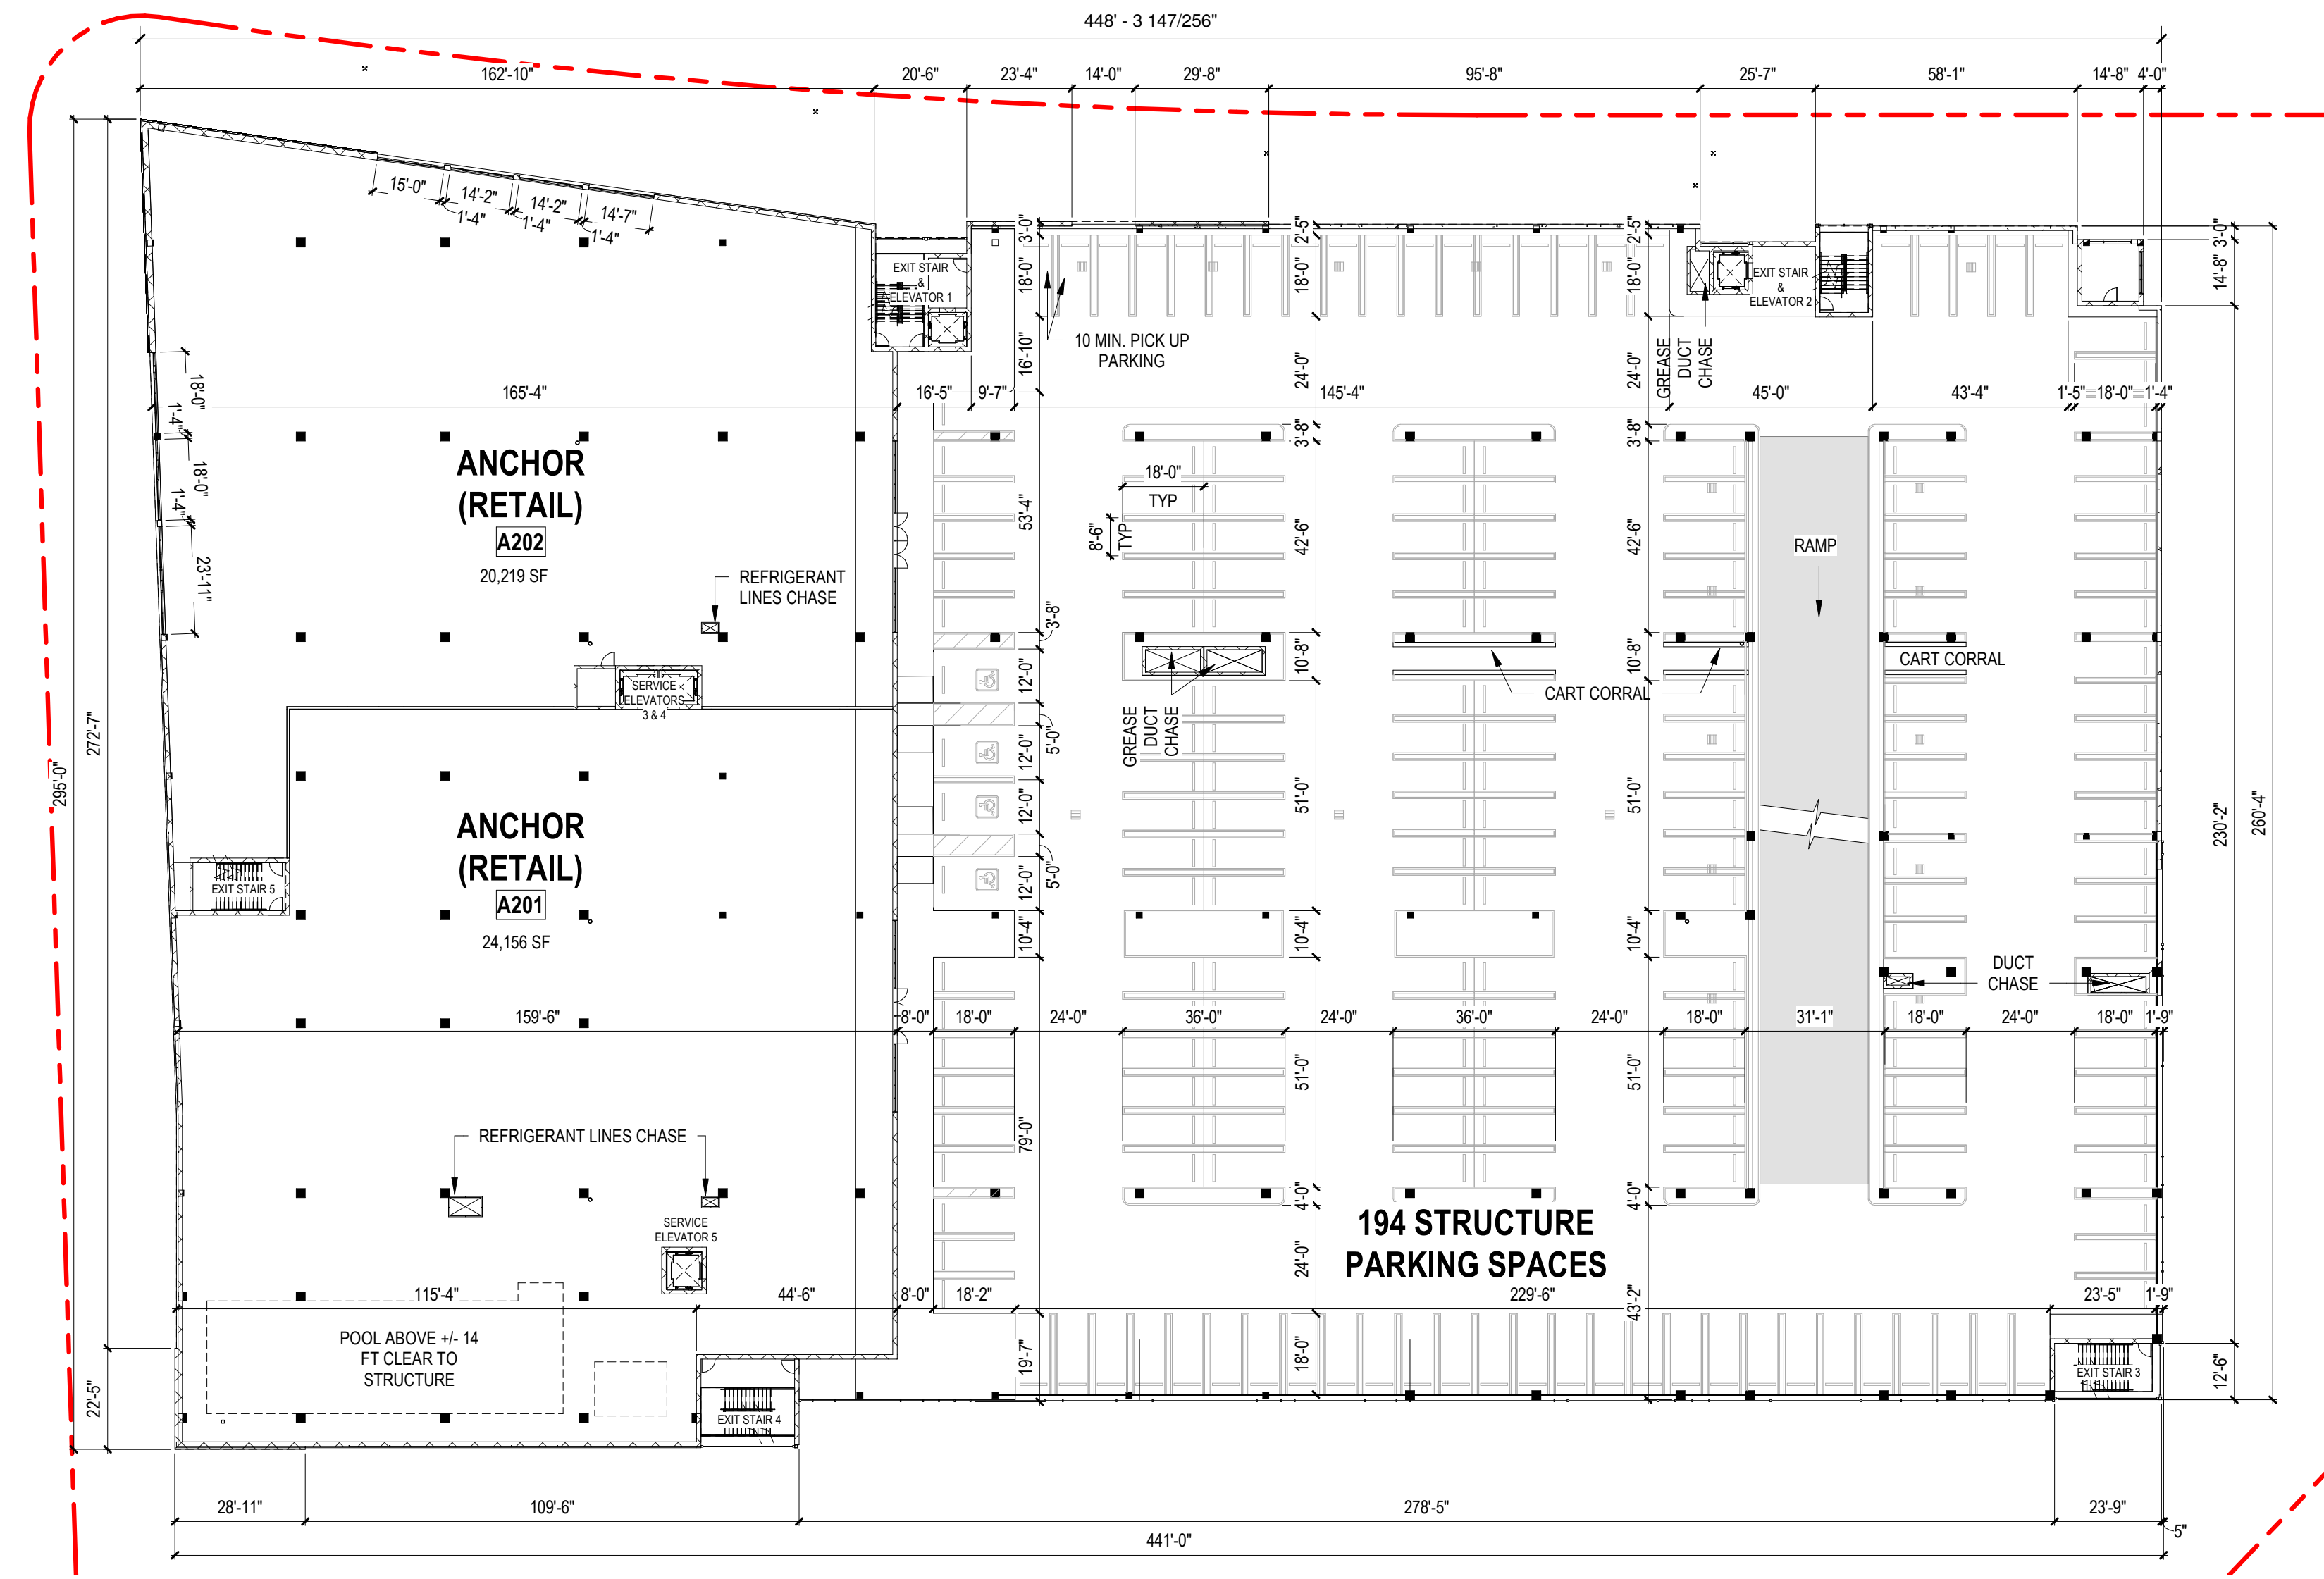 448' - 3 147/256"
162'-10" 20'-6" 23'-4" 14'-0" 29'-8" 95'-8" 25'-7" 58'-1" 14'-8" 4'-0"
15'-0" 14'-2" 14'-2" 14'-7"
1'-4" 1'-4" 1'-4"
3'-0" 2'-5" 2'-5" 3'-0"
18'-0" 18'-0" 18'-0" 14'-8"
EXIT STAIR
&
ELEVATOR 1
EXIT STAIR
&
ELEVATOR 2
10 MIN. PICK UP
PARKING
GREASE
DUCT
CHASE
16'-10" 24'-0" 24'-0"
165'-4" 16'-5" 9'-7" 145'-4" 45'-0" 43'-4" 1'-5" 18'-0" 1'-4"
18'-0"
1'-4"
18'-0"
1'-4"
23'-11"
3'-8" 3'-8"
ANCHOR
(RETAIL)
A202
20,219 SF
18'-0"
TYP
8'-6"
TYP
53'-4" 42'-6" 42'-6"
RAMP
REFRIGERANT
LINES CHASE
3'-8"
12'-0" 10'-8" 10'-8"
CART CORRAL
CART CORRAL
SERVICE
ELEVATORS
3 & 4
GREASE
DUCT
CHASE
5'-0"
12'-0"
12'-0"
5'-0"
12'-0"
51'-0" 51'-0"
272'-7"
295'-0"
230'-2"
260'-4"
ANCHOR
(RETAIL)
A201
24,156 SF
EXIT STAIR 5
10'-4" 10'-4" 10'-4"
DUCT
CHASE
159'-6" 8'-0" 18'-0" 24'-0" 36'-0" 24'-0" 36'-0" 24'-0" 18'-0" 31'-1" 18'-0" 24'-0" 18'-0" 1'-9"
79'-0" 51'-0" 51'-0"
REFRIGERANT LINES CHASE
4'-0" 4'-0"
SERVICE
ELEVATOR 5
194 STRUCTURE
PARKING SPACES
24'-0" 43'-2"
115'-4" 44'-6" 8'-0" 18'-2" 229'-6" 23'-5" 1'-9"
POOL ABOVE +/- 14
FT CLEAR TO
STRUCTURE
19'-7" 18'-0"
EXIT STAIR 3
12'-6"
22'-5"
EXIT STAIR 4
28'-11" 109'-6" 278'-5" 23'-9"
5"
441'-0"